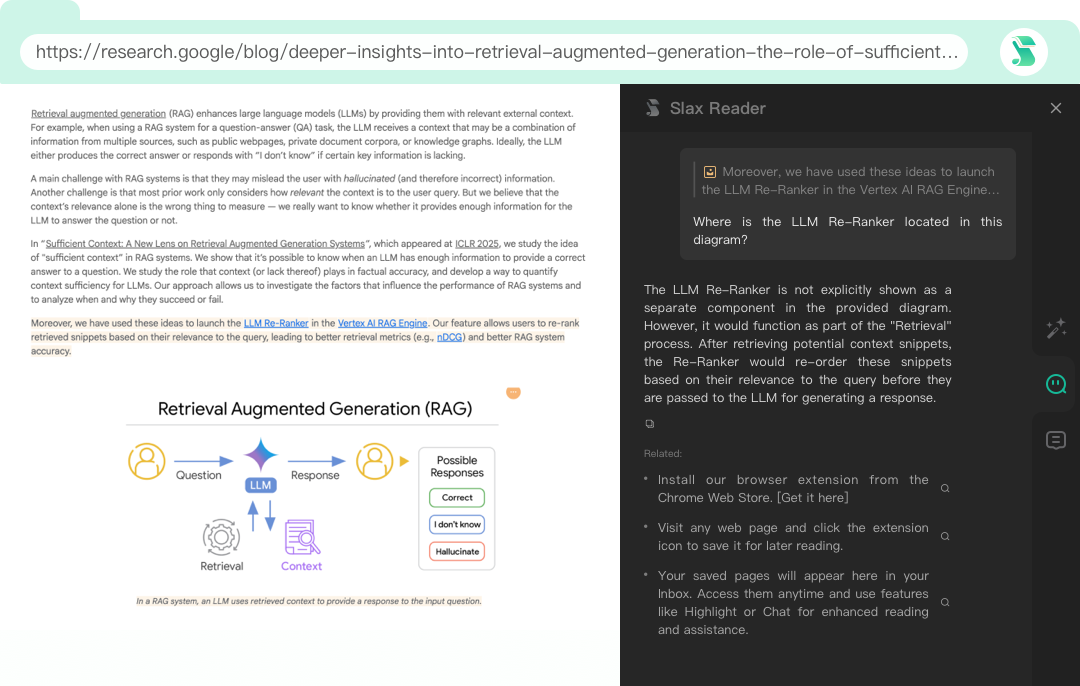 https://research.google/blog/deeper-insights-into-retrieval-augmented-generation-the-role-of-sufficient...
Retrieval augmented generation (RAG) enhances large language models (LLMs) by providing them with relevant external context.
For example, when using a RAG system for a question-answer (QA) task, the LLM receives a context that may be a combination of
information from multiple sources, such as public webpages, private document corpora, or knowledge graphs. Ideally, the LLM
either produces the correct answer or responds with “I don’t know” if certain key information is lacking.
A main challenge with RAG systems is that they may mislead the user with hallucinated (and therefore incorrect) information.
Another challenge is that most prior work only considers how relevant the context is to the user query. But we believe that the
context’s relevance alone is the wrong thing to measure — we really want to know whether it provides enough information for the
LLM to answer the question or not.
In “Sufficient Context: A New Lens on Retrieval Augmented Generation Systems”, which appeared at ICLR 2025, we study the idea
of "sufficient context” in RAG systems. We show that it’s possible to know when an LLM has enough information to provide a correct
answer to a question. We study the role that context (or lack thereof) plays in factual accuracy, and develop a way to quantify
context sufficiency for LLMs. Our approach allows us to investigate the factors that influence the performance of RAG systems and
to analyze when and why they succeed or fail.
Moreover, we have used these ideas to launch the LLM Re-Ranker in the Vertex AI RAG Engine. Our feature allows users to re-rank
retrieved snippets based on their relevance to the query, leading to better retrieval metrics (e.g., nDCG) and better RAG system
accuracy.
Retrieval Augmented Generation (RAG)
Question
LLM
Response
Possible
Responses
Correct
I don't know
Hallucinate
Retrieval
Context
In a RAG system, an LLM uses retrieved context to provide a response to the input question.
Slax Reader
Moreover, we have used these ideas to launch
the LLM Re-Ranker in the Vertex AI RAG Engine...
Where is the LLM Re-Ranker located in this
diagram?
The LLM Re-Ranker is not explicitly shown as a
separate component in the provided diagram.
However, it would function as part of the "Retrieval"
process. After retrieving potential context snippets,
the Re-Ranker would re-order these snippets
based on their relevance to the query before they
are passed to the LLM for generating a response.
Related:
• Install our browser extension from the
Chrome Web Store. [Get it here]
• Visit any web page and click the extension
icon to save it for later reading.
• Your saved pages will appear here in your
Inbox. Access them anytime and use features
like Highlight or Chat for enhanced reading
and assistance.